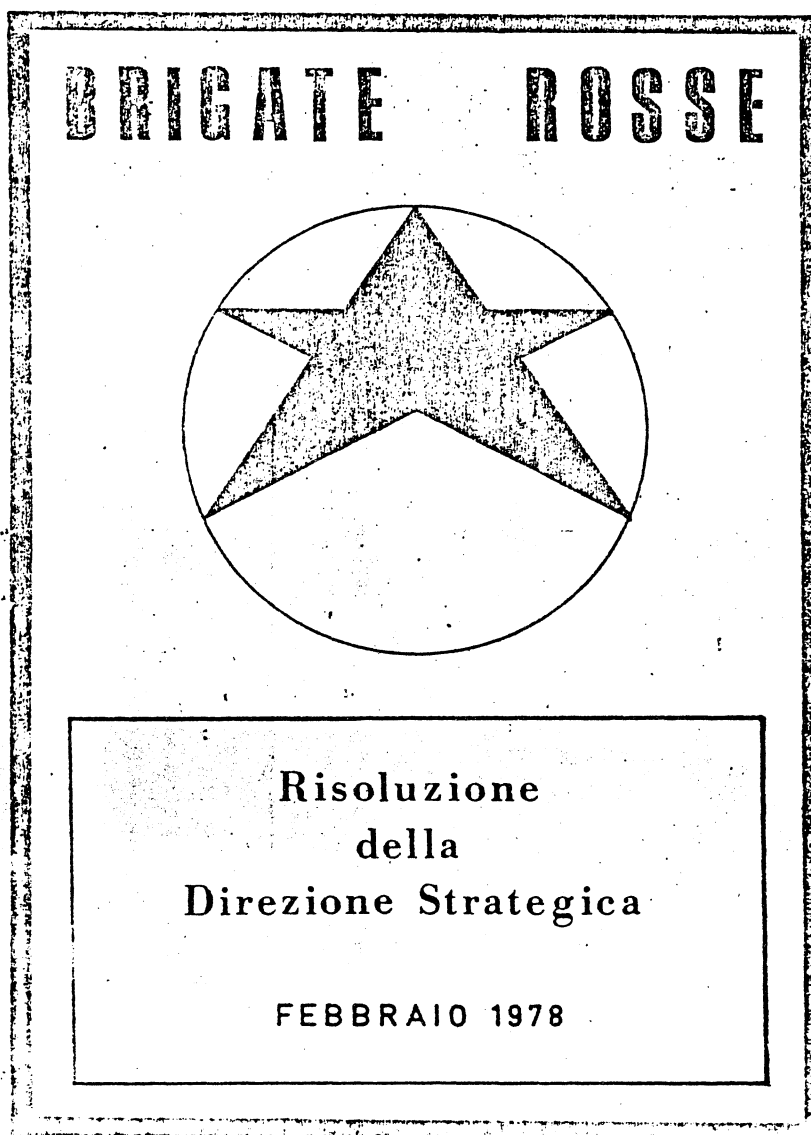 BRIGATE ROSSE
Risoluzione
della
Direzione Strategica
FEBBRAIO 1978